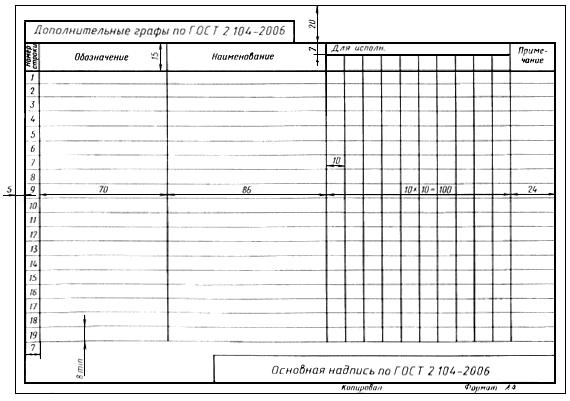 Дополнительные графы по ГОСТ 2 104-2006
20
Номер строки
Обозначение
15
Наименование
7
Для исполн.
Приме-
чание
1
2
3
4
5
6
7
10
8
5
9
70
86
10×10=100
24
10
11
12
13
14
15
16
17
18
19
7
8 min
Основная надпись по ГОСТ 2 104-2006
Копировал
Формат А4